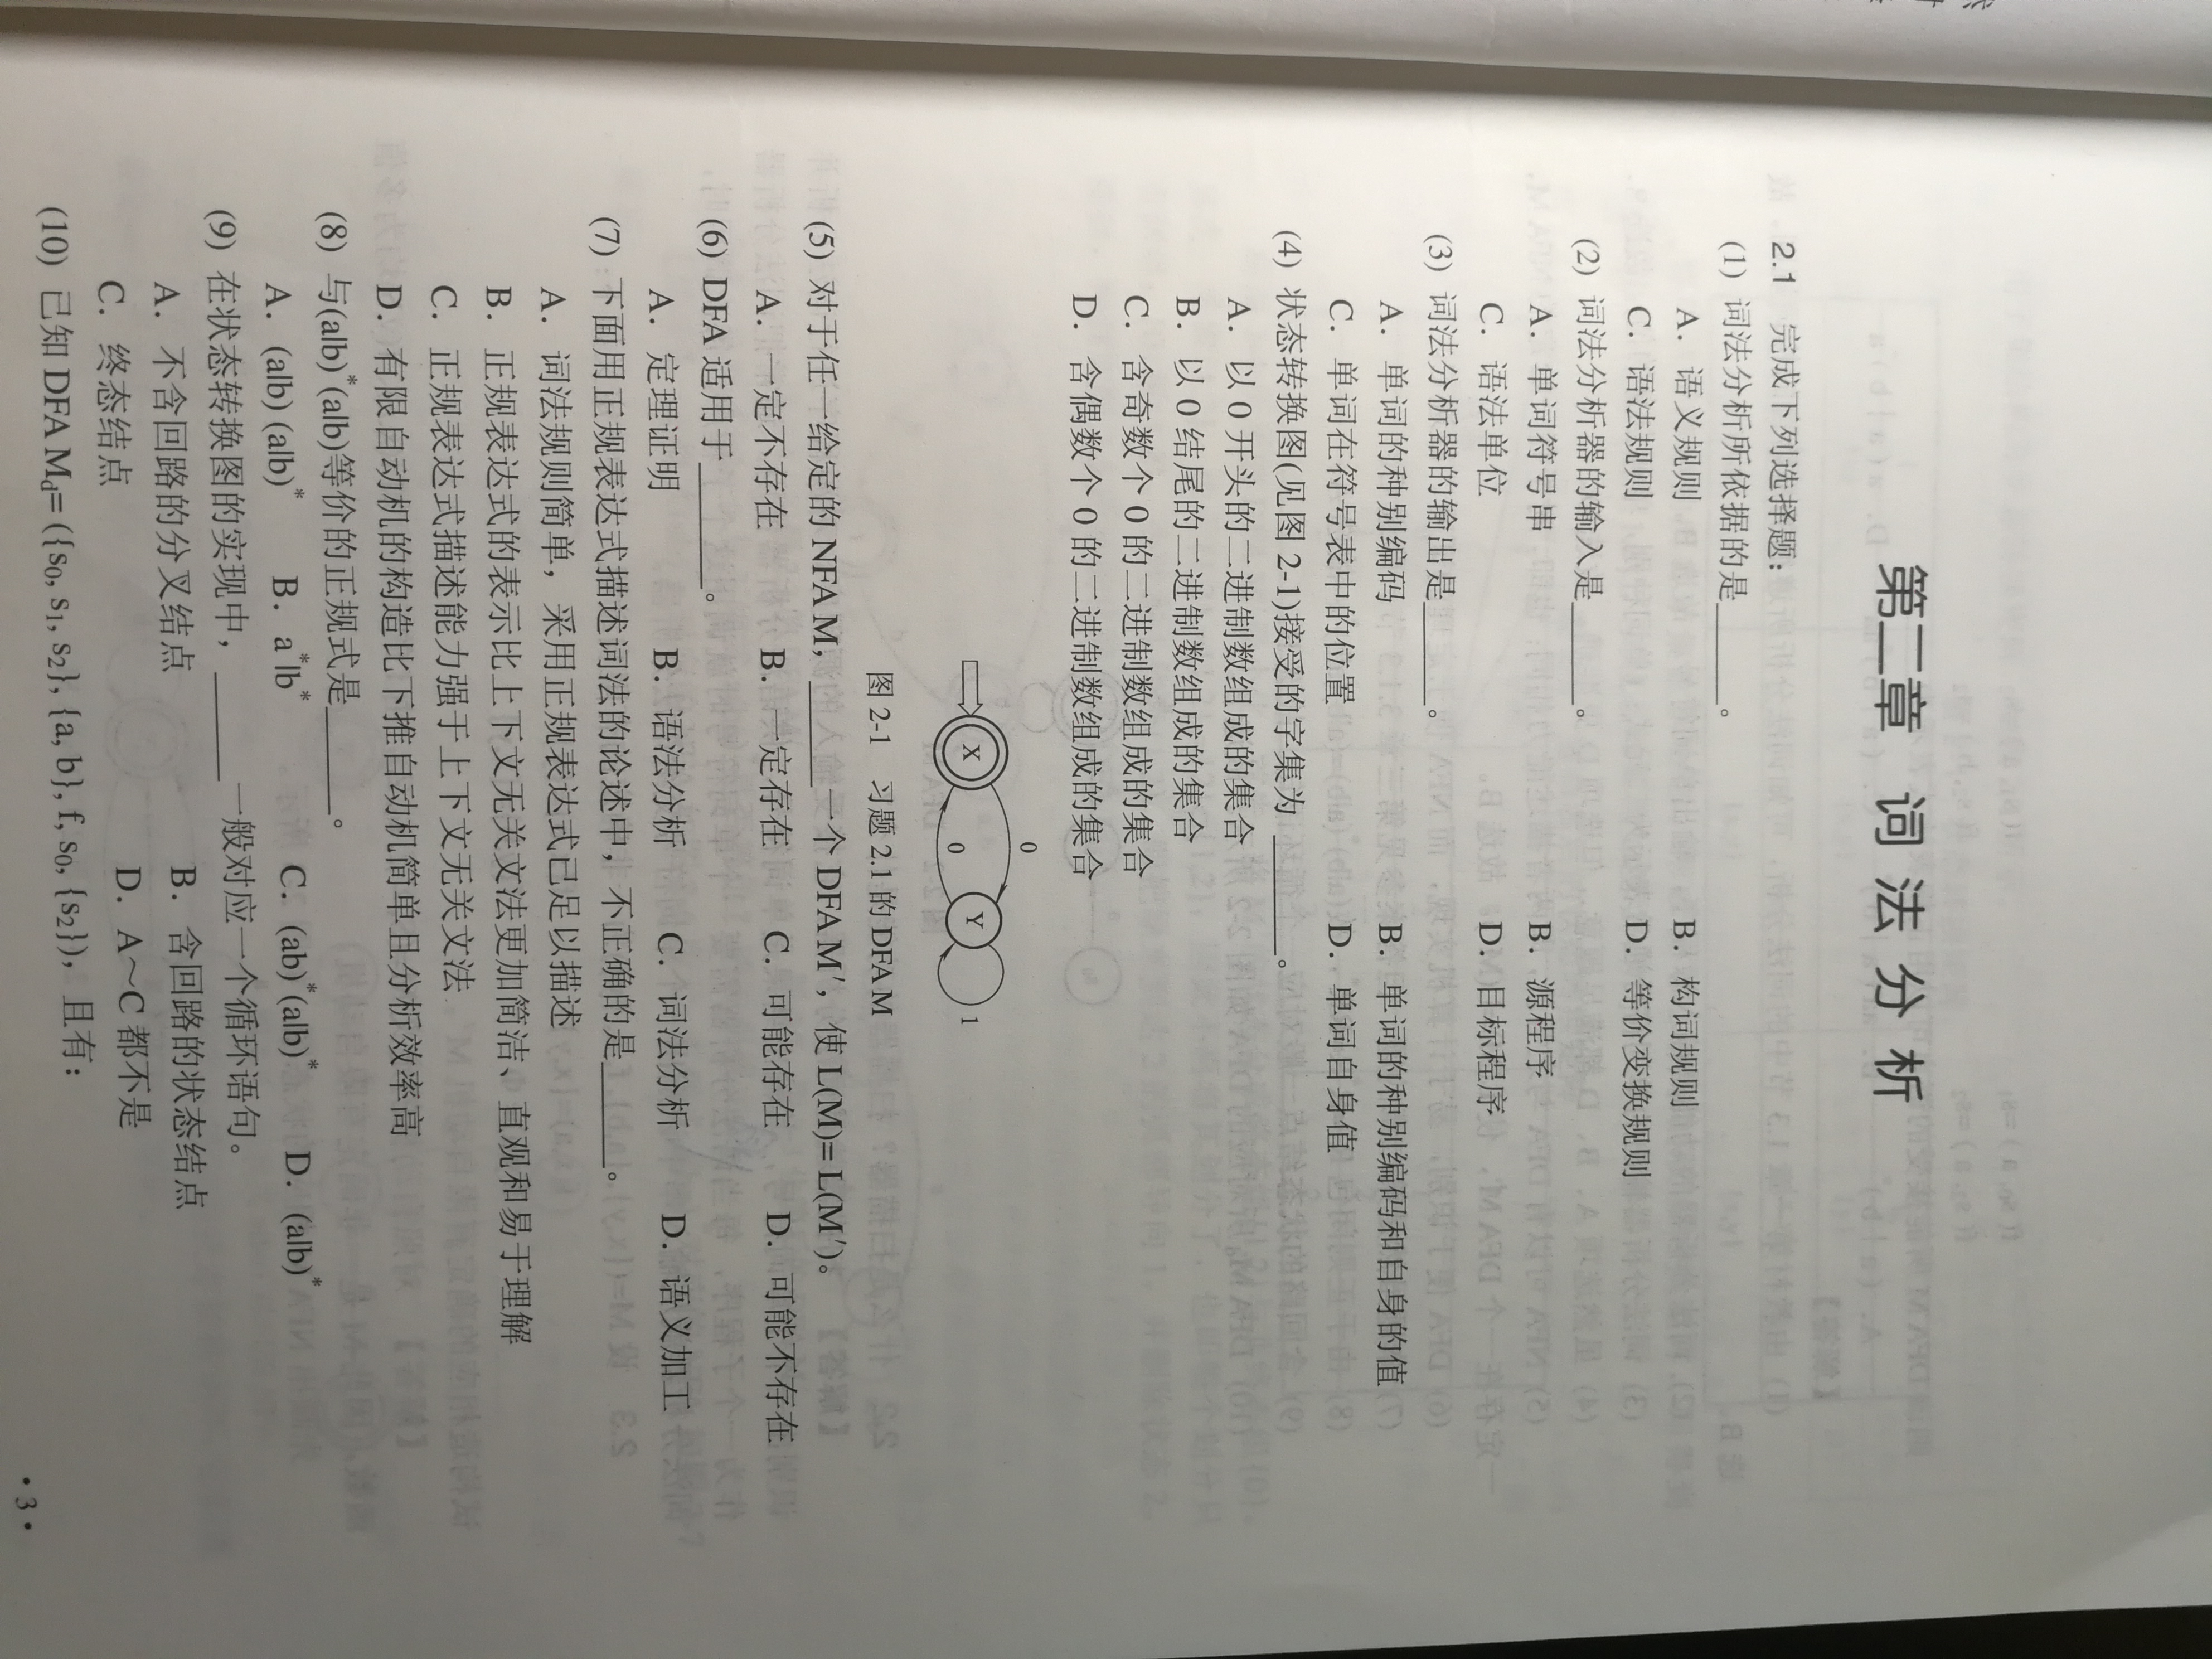 第二章 词法分析
2.1 完成下列选择题：
(1) 词法分析所依据的是______。
A. 语义规则 B. 构词规则
C. 语法规则 D. 等价变换规则
(2) 词法分析器的输入是______。
A. 单词符号串 B. 源程序
C. 语法单位 D. 目标程序
(3) 词法分析器的输出是______。
A. 单词的种别编码 B. 单词的种别编码和自身的值
C. 单词在符号表中的位置 D. 单词自身值
(4) 状态转换图(见图 2-1)接受的字集为______。
A. 以 0 开头的二进制数组成的集合
B. 以 0 结尾的二进制数组成的集合
C. 含奇数个 0 的二进制数组成的集合
D. 含偶数个 0 的二进制数组成的集合
0
X Y 1
0
图 2-1 习题 2.1 的 DFA M
(5) 对于任一给定的 NFA M，______一个 DFA M′，使 L(M)=L(M′)。
A. 一定不存在 B. 一定存在 C. 可能存在 D. 可能不存在
(6) DFA 适用于______。
A. 定理证明 B. 语法分析 C. 词法分析 D. 语义加工
(7) 下面用正规表达式描述词法的论述中，不正确的是______。
A. 词法规则简单，采用正规表达式已足以描述
B. 正规表达式的表示比上下文无关文法更加简洁、直观和易于理解
C. 正规表达式描述能力强于上下文无关文法
D. 有限自动机的构造比下推自动机简单且分析效率高
(8) 与(a|b)*(a|b)等价的正规式是______。
A. (a|b) (a|b)* B. a*|b* C. (ab)*(a|b)* D. (a|b)*
(9) 在状态转换图的实现中，______一般对应一个循环语句。
A. 不含回路的分叉结点 B. 含回路的状态结点
C. 终态结点 D. A～C 都不是
(10) 已知 DFA Md=({s0, s1, s2}, {a, b}, f, s0, {s2})，且有：
·3·